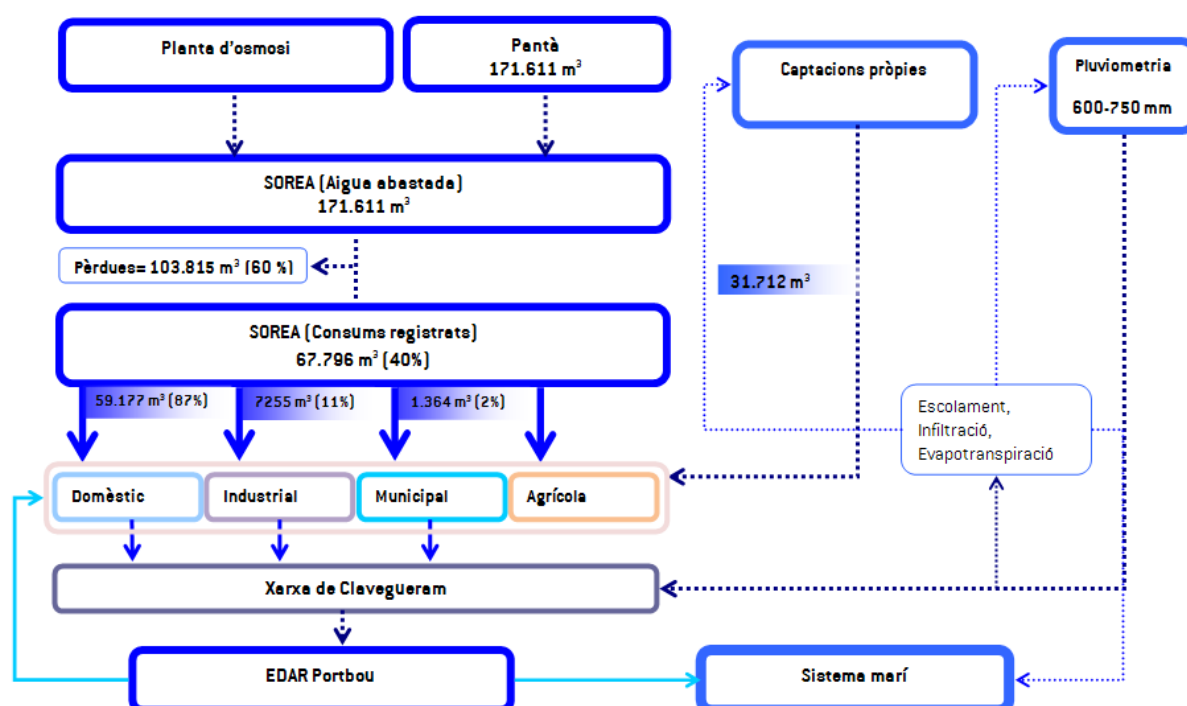 Planta d'osmosi
Pantà
171.611 m³
Captacions pròpies
Pluviometria
600-750 mm
SOREA (Aigua abastada)
171.611 m³
Pèrdues= 103.815 m³ (60 %)
31.712 m³
SOREA (Consums registrats)
67.796 m³ (40%)
59.177 m³ (87%)
7255 m³ (11%)
1.364 m³ (2%)
Escolament,
Infiltració,
Evapotranspiració
Domèstic
Industrial
Municipal
Agrícola
Xarxa de Clavegueram
EDAR Portbou
Sistema marí